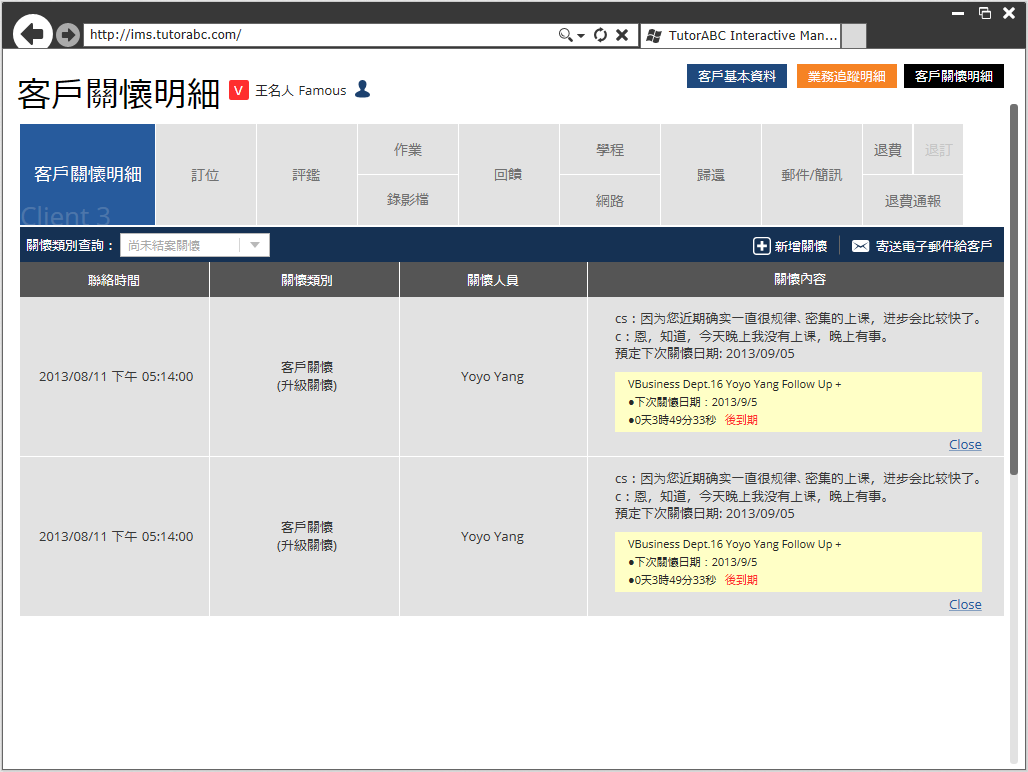 http://ims.tutorabc.com/
TutorABC Interactive Man...
客戶關懷明細
V 王名人 Famous
客戶基本資料
業務追蹤明細
客戶關懷明細
客戶關懷明細
Client 3
訂位
評鑑
作業
錄影檔
回饋
學程
網路
歸還
郵件/簡訊
退費
退訂
退費通報
關懷類別查詢：
尚未結案關懷
新增關懷
寄送電子郵件給客戶
聯絡時間
關懷類別
關懷人員
關懷內容
2013/08/11 下午 05:14:00
客戶關懷
(升級關懷)
Yoyo Yang
cs：因为您近期确实一直很规律、密集的上课，进步会比较快了。
c：恩，知道，今天晚上我没有上课，晚上有事。
預定下次關懷日期: 2013/09/05
VBusiness Dept.16 Yoyo Yang Follow Up +
●下次關懷日期：2013/9/5
●0天3時49分33秒 後到期
Close
2013/08/11 下午 05:14:00
客戶關懷
(升級關懷)
Yoyo Yang
cs：因为您近期确实一直很规律、密集的上课，进步会比较快了。
c：恩，知道，今天晚上我没有上课，晚上有事。
預定下次關懷日期: 2013/09/05
VBusiness Dept.16 Yoyo Yang Follow Up +
●下次關懷日期：2013/9/5
●0天3時49分33秒 後到期
Close